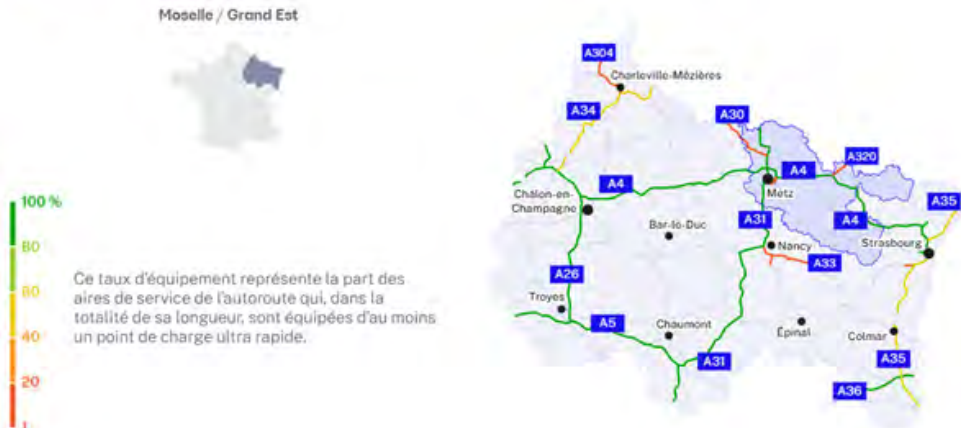 Moselle / Grand Est
A304
Charleville-Mézières
A34
A30
A320
A4
A4
Metz
Châlon-en-
Champagne
A35
A31
A4
Bar-le-Duc
Strasbourg
Nancy
A33
A26
Troyes
A5
Chaumont
Épinal
Colmar
A31
A35
A36
100 %
80
60
40
20
Ce taux d'équipement représente la part des
aires de service de l'autoroute qui, dans la
totalité de sa longueur, sont équipées d'au moins
un point de charge ultra rapide.